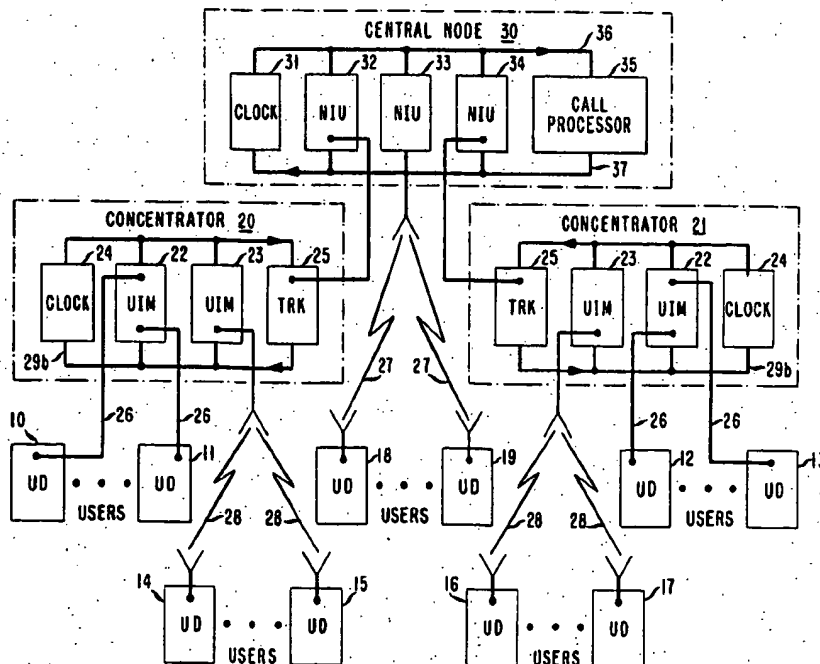 CENTRAL NODE 30
36
31 32 33 34 35
CLOCK NIU NIU NIU CALL PROCESSOR
37
CONCENTRATOR 20
24 22 23 25
CLOCK UIM UIM TRK
29b
CONCENTRATOR 21
25 23 22 24
TRK UIM UIM CLOCK
29b
27 27
26 26 26 26
10 11 18 19 12
UD UD UD UD UD UD
USERS USERS USERS
28 28 28 28
14 15 16 17
UD UD UD UD
USERS USERS